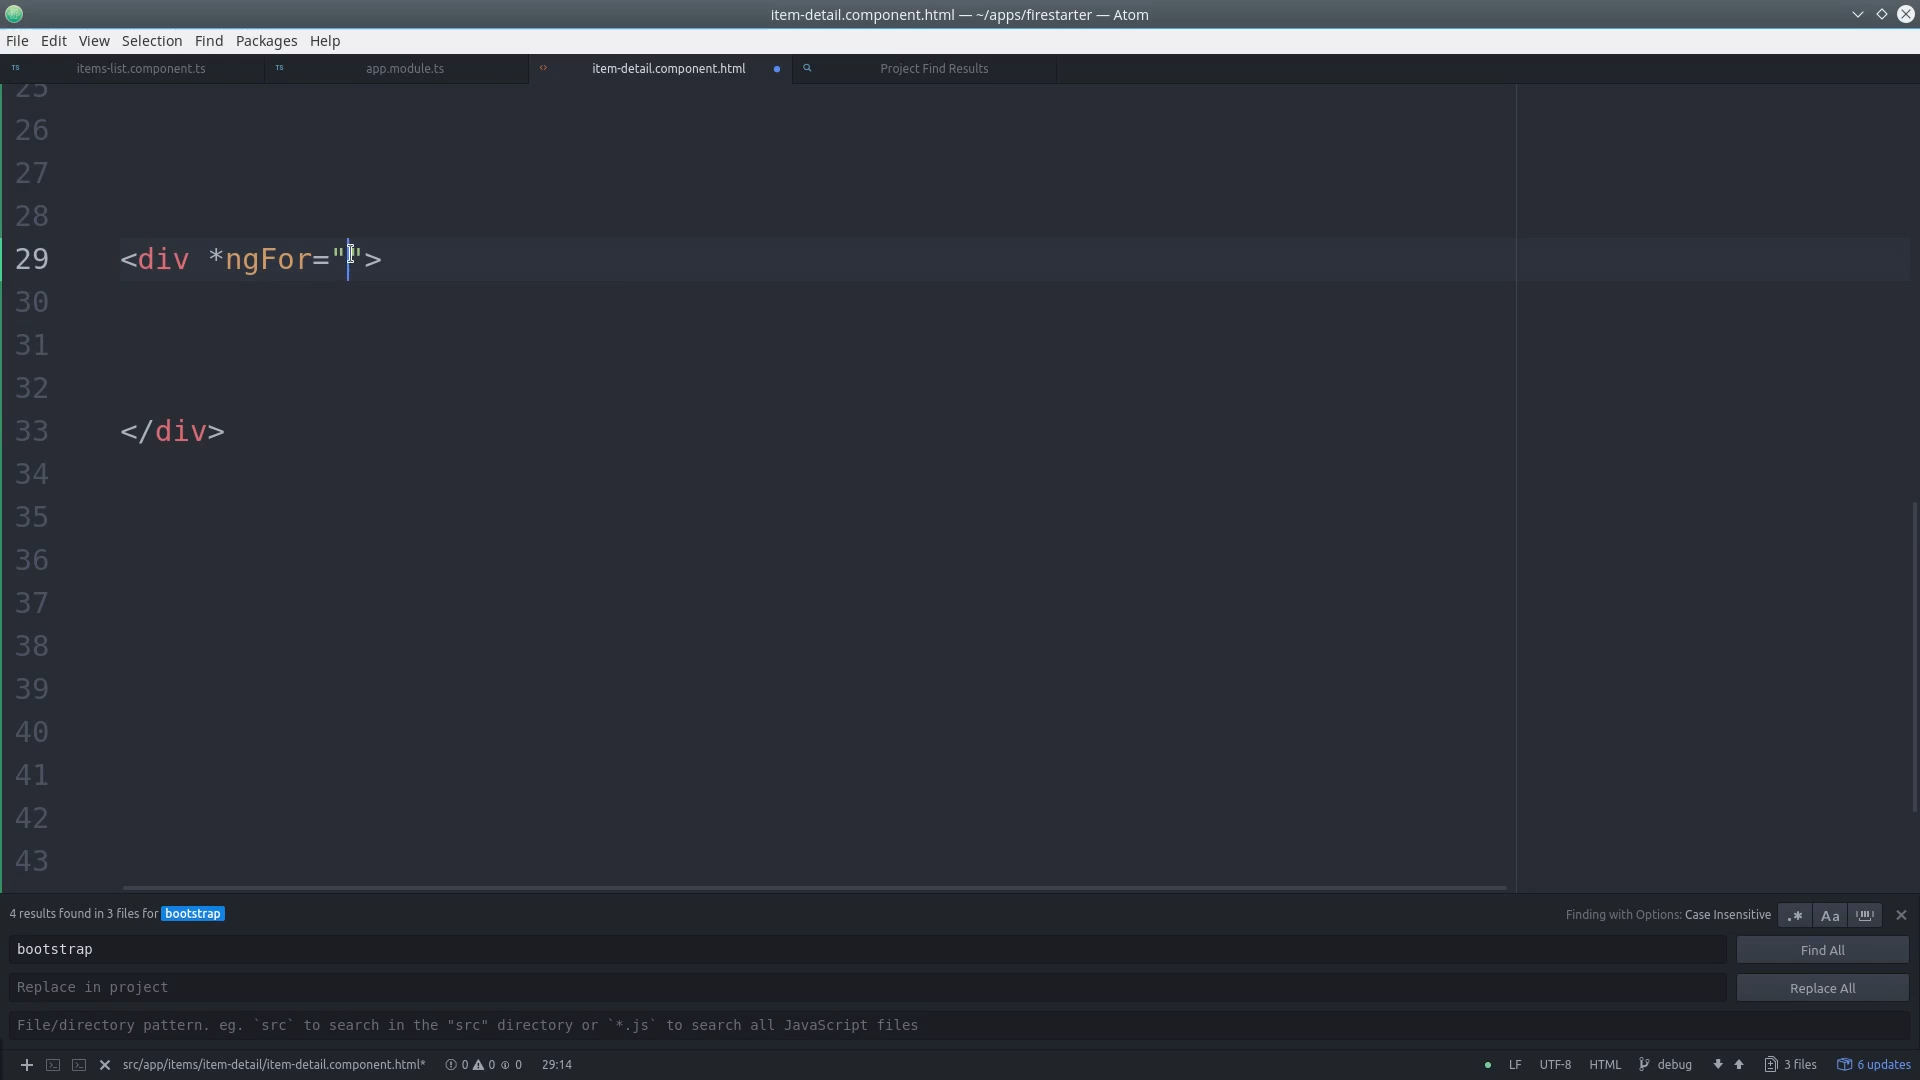 item-detail.component.html — ~/apps/firestarter — Atom
File Edit View Selection Find Packages Help
TS items-list.component.ts TS app.module.ts <> item-detail.component.html Project Find Results
25
26
27
28
29 <div *ngFor="">
30
31
32
33 </div>
34
35
36
37
38
39
40
41
42
43
4 results found in 3 files for bootstrap Finding with Options: Case Insensitive .* Aa
bootstrap Find All
Replace in project Replace All
File/directory pattern. eg. `src` to search in the "src" directory or `*.js` to search all JavaScript files
src/app/items/item-detail/item-detail.component.html* 0 0 0 29:14 LF UTF-8 HTML debug 3 files 6 updates